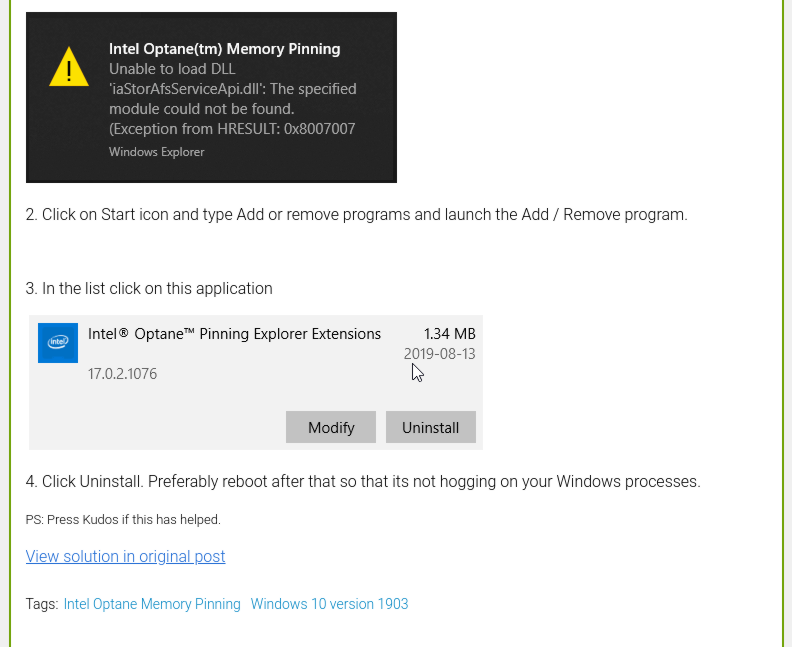 Intel Optane(tm) Memory Pinning
Unable to load DLL
'iaStorAfsServiceApi.dll': The specified
module could not be found.
(Exception from HRESULT: 0x8007007
Windows Explorer
2. Click on Start icon and type Add or remove programs and launch the Add / Remove program.
3. In the list click on this application
intel
Intel® Optane™ Pinning Explorer Extensions 1.34 MB
2019-08-13
17.0.2.1076
Modify Uninstall
4. Click Uninstall. Preferably reboot after that so that its not hogging on your Windows processes.
PS: Press Kudos if this has helped.
View solution in original post
Tags: Intel Optane Memory Pinning Windows 10 version 1903